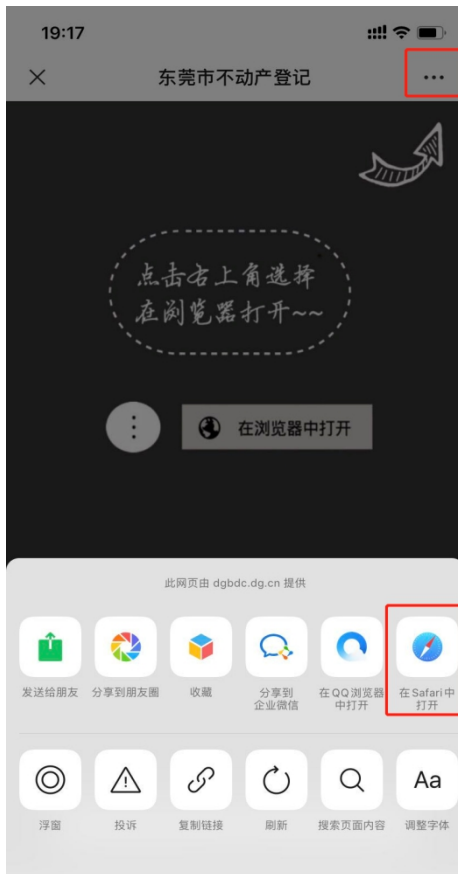 19:17
东莞市不动产登记
点击右上角选择
在浏览器打开~~
在浏览器中打开
此网页由 dgbdc.dg.cn 提供
发送给朋友
分享到朋友圈
收藏
分享到
企业微信
在QQ浏览器
中打开
在Safari中
打开
Aa
浮窗
投诉
复制链接
刷新
搜索页面内容
调整字体